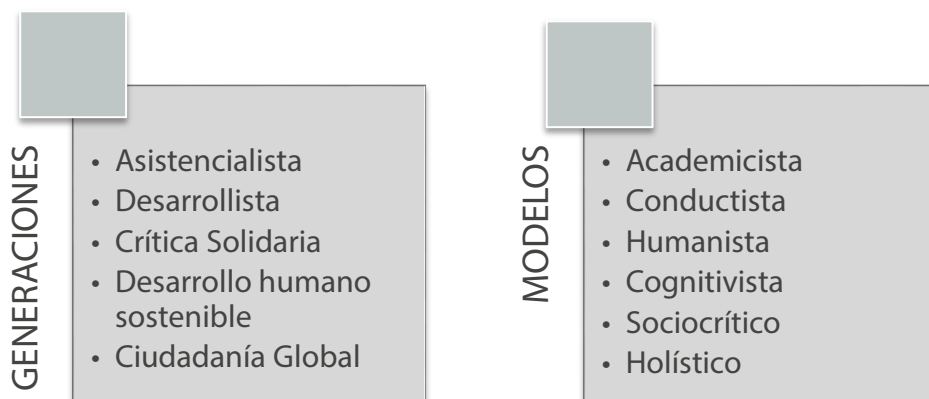 GENERACIONES
• Asistencialista
• Desarrollista
• Crítica Solidaria
• Desarrollo humano
sostenible
• Ciudadanía Global
MODELOS
• Academicista
• Conductista
• Humanista
• Cognitivista
• Sociocrítico
• Holístico